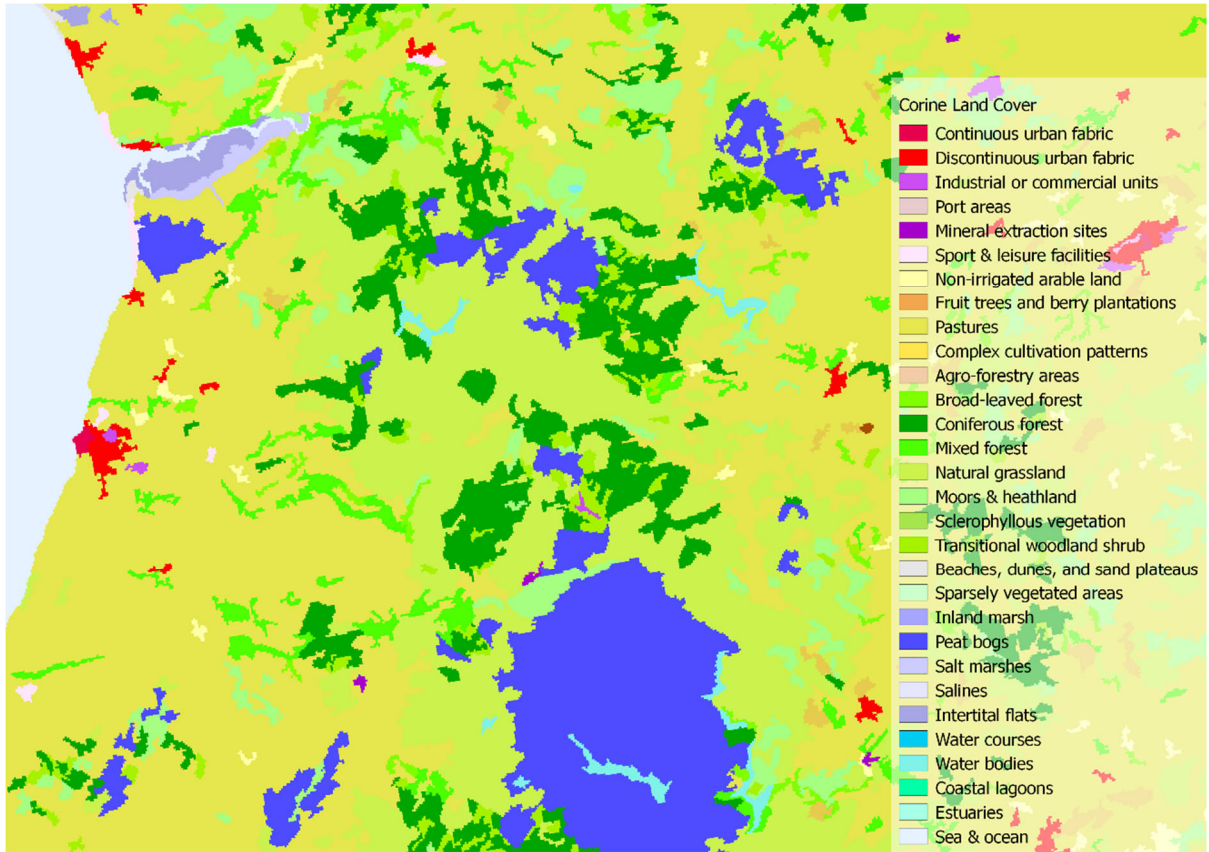 Corine Land Cover
Continuous urban fabric
Discontinuous urban fabric
Industrial or commercial units
Port areas
Mineral extraction sites
Sport & leisure facilities
Non-irrigated arable land
Fruit trees and berry plantations
Pastures
Complex cultivation patterns
Agro-forestry areas
Broad-leaved forest
Coniferous forest
Mixed forest
Natural grassland
Moors & heathland
Sclerophyllous vegetation
Transitional woodland shrub
Beaches, dunes, and sand plateaus
Sparsely vegetated areas
Inland marsh
Peat bogs
Salt marshes
Salines
Intertital flats
Water courses
Water bodies
Coastal lagoons
Estuaries
Sea & ocean